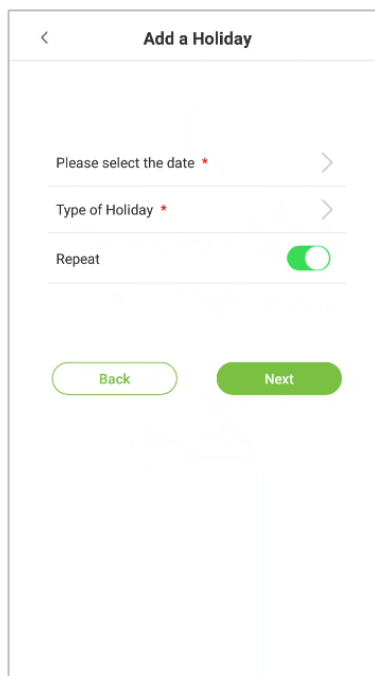 Add a Holiday
Please select the date *
Type of Holiday *
Repeat
Back
Next